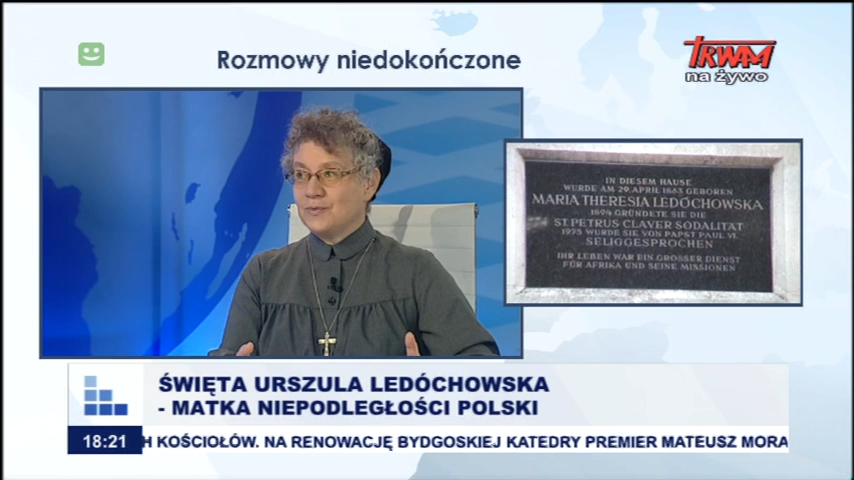 Rozmowy niedokończone
TRWAM
na żywo
IN DIESEM HAUSE
WURDE AM 29. APRIL 1863 GEBOREN
MARIA THERESIA LEDÓCHOWSKA
1894 GRÜNDETE SIE DIE
ST. PETRUS CLAVER SODALITÄT
1975 WURDE SIE VON PAPST PAUL VI.
SELIGGESPROCHEN
IHR LEBEN WAR EIN GROSSER DIENST
FÜR AFRIKA UND SEINE MISSIONEN
ŚWIĘTA URSZULA LEDÓCHOWSKA
- MATKA NIEPODLEGŁOŚCI POLSKI
18:21 H KOŚCIOŁÓW. NA RENOWACJĘ BYDGOSKIEJ KATEDRY PREMIER MATEUSZ MORA